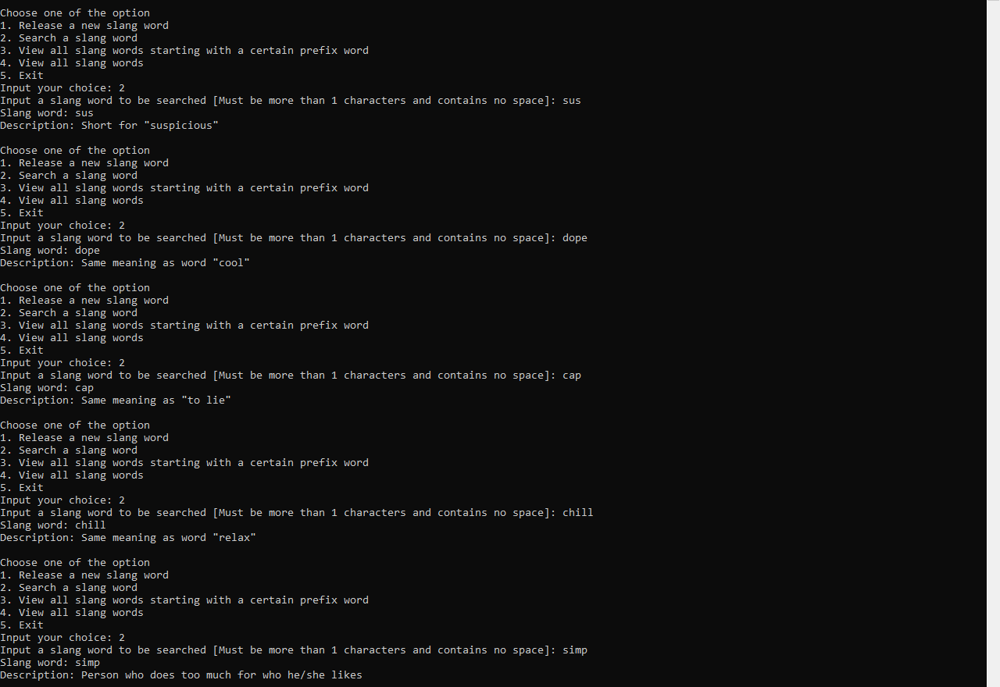 Choose one of the option
1. Release a new slang word
2. Search a slang word
3. View all slang words starting with a certain prefix word
4. View all slang words
5. Exit
Input your choice: 2
Input a slang word to be searched [Must be more than 1 characters and contains no space]: sus
Slang word: sus
Description: Short for "suspicious"

Choose one of the option
1. Release a new slang word
2. Search a slang word
3. View all slang words starting with a certain prefix word
4. View all slang words
5. Exit
Input your choice: 2
Input a slang word to be searched [Must be more than 1 characters and contains no space]: dope
Slang word: dope
Description: Same meaning as word "cool"

Choose one of the option
1. Release a new slang word
2. Search a slang word
3. View all slang words starting with a certain prefix word
4. View all slang words
5. Exit
Input your choice: 2
Input a slang word to be searched [Must be more than 1 characters and contains no space]: cap
Slang word: cap
Description: Same meaning as "to lie"

Choose one of the option
1. Release a new slang word
2. Search a slang word
3. View all slang words starting with a certain prefix word
4. View all slang words
5. Exit
Input your choice: 2
Input a slang word to be searched [Must be more than 1 characters and contains no space]: chill
Slang word: chill
Description: Same meaning as word "relax"

Choose one of the option
1. Release a new slang word
2. Search a slang word
3. View all slang words starting with a certain prefix word
4. View all slang words
5. Exit
Input your choice: 2
Input a slang word to be searched [Must be more than 1 characters and contains no space]: simp
Slang word: simp
Description: Person who does too much for who he/she likes